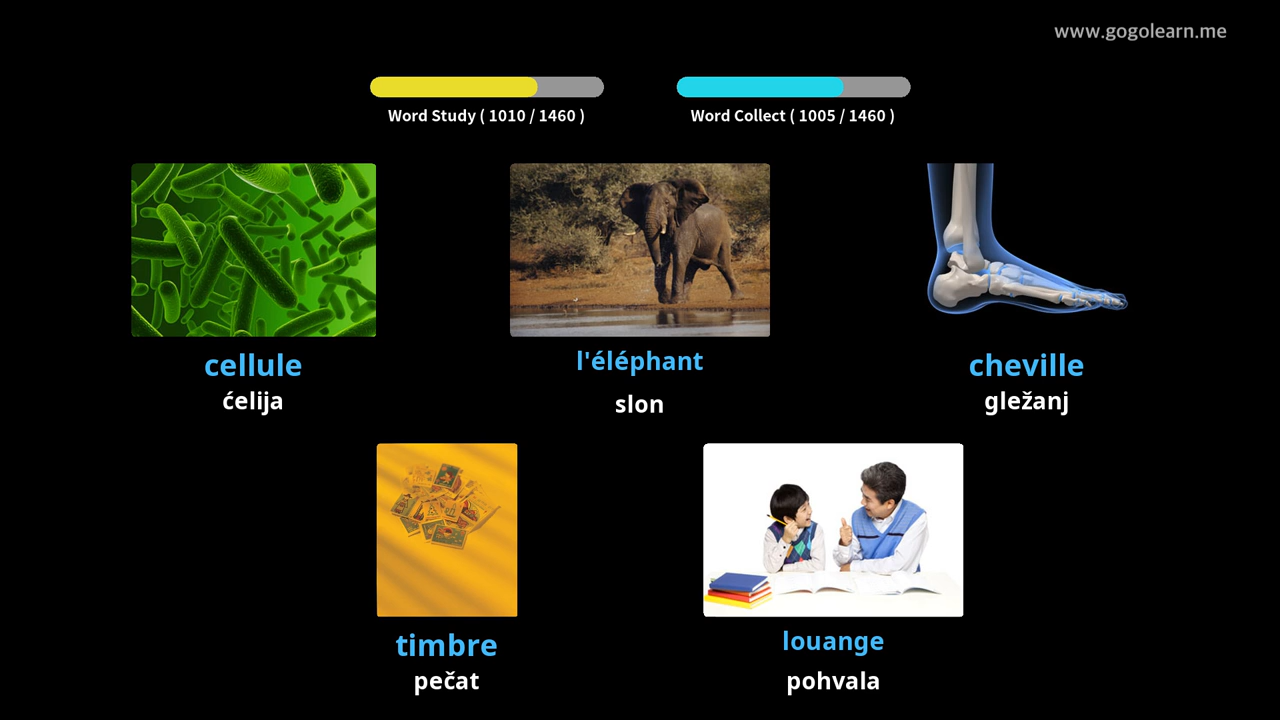 www.gogolearn.me
Word Study ( 1010 / 1460 )
Word Collect ( 1005 / 1460 )
cellule
ćelija
l'éléphant
slon
cheville
gležanj
timbre
pečat
louange
pohvala